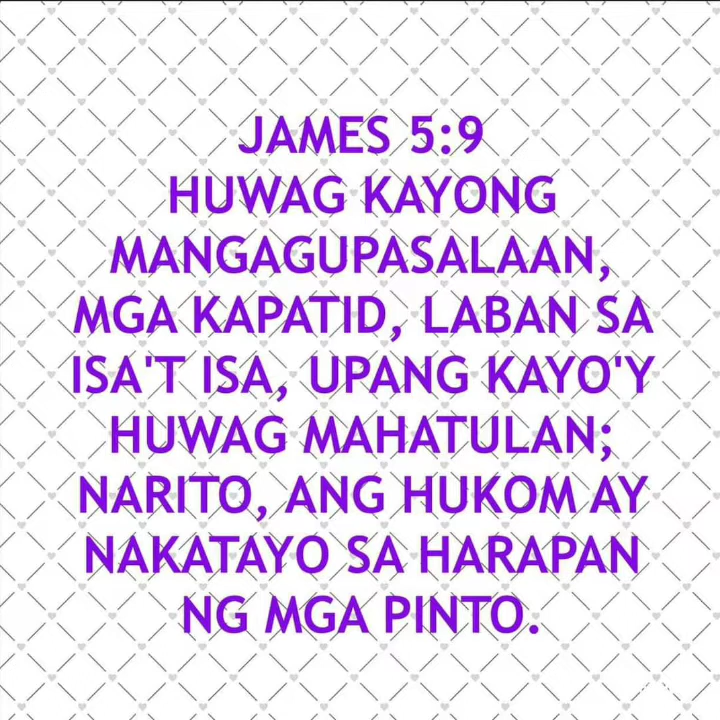 JAMES 5:9
HUWAG KAYONG
MANGAGUPASALAAN,
MGA KAPATID, LABAN SA
ISA'T ISA, UPANG KAYO'Y
HUWAG MAHATULAN;
NARITO, ANG HUKOM AY
NAKATAYO SA HARAPAN
NG MGA PINTO.